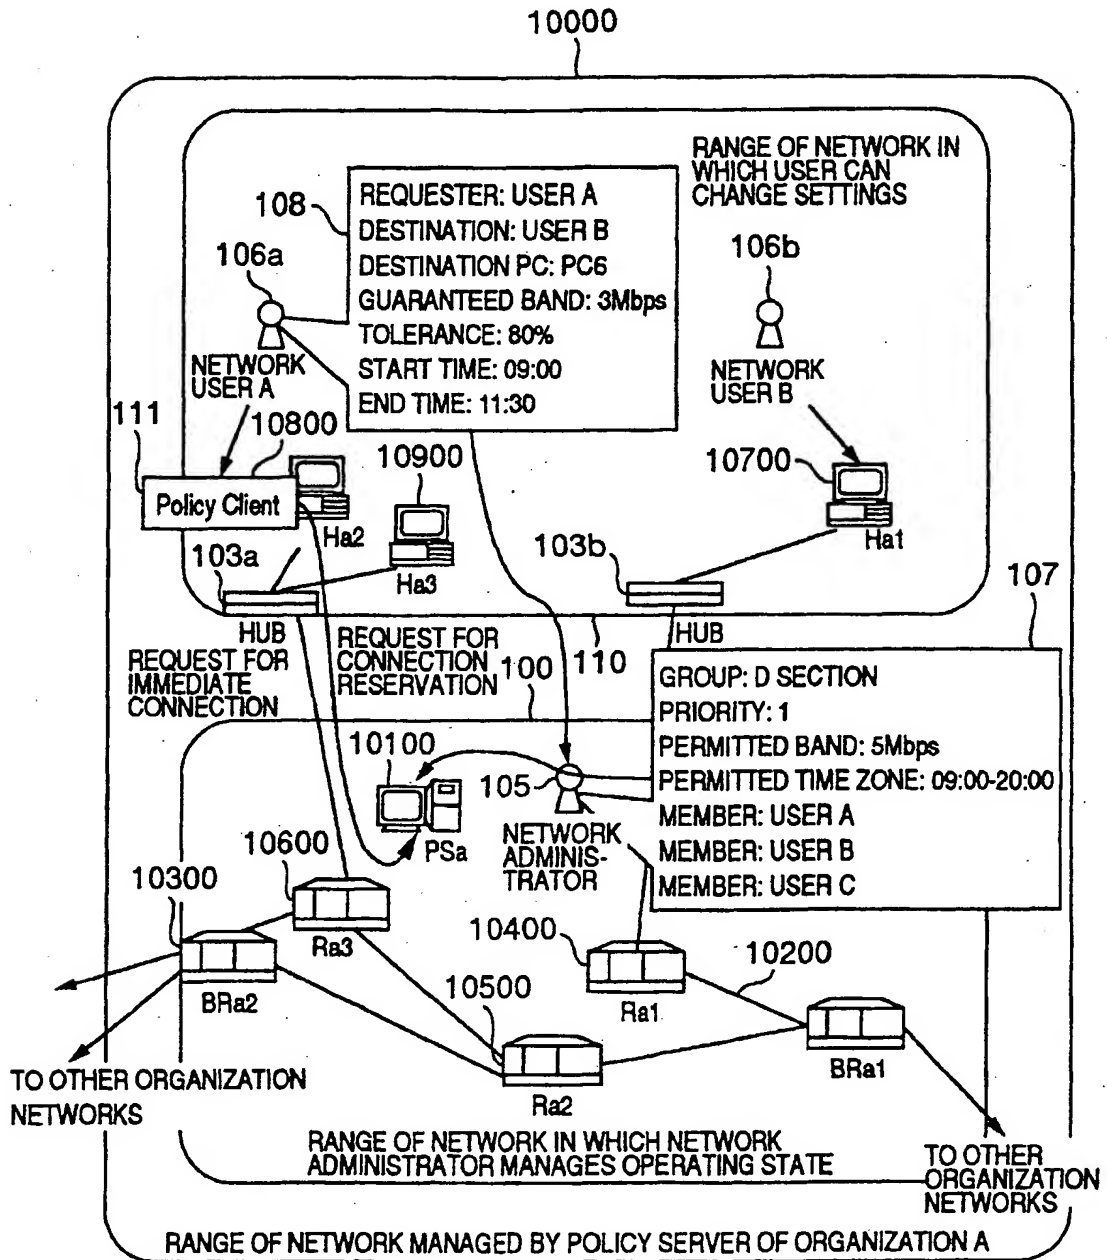 10000
RANGE OF NETWORK IN
WHICH USER CAN
CHANGE SETTINGS
108
REQUESTER: USER A
DESTINATION: USER B
DESTINATION PC: PC6
GUARANTEED BAND: 3Mbps
TOLERANCE: 80%
START TIME: 09:00
END TIME: 11:30
106a
NETWORK
USER A
106b
NETWORK
USER B
111
10800
Policy Client
Ha2
10900
Ha3
10700
Ha1
103a
HUB
103b
HUB
107
REQUEST FOR
IMMEDIATE
CONNECTION
REQUEST FOR
CONNECTION
RESERVATION
100
110
GROUP: D SECTION
PRIORITY: 1
PERMITTED BAND: 5Mbps
PERMITTED TIME ZONE: 09:00-20:00
MEMBER: USER A
MEMBER: USER B
MEMBER: USER C
10100
PSa
105
NETWORK
ADMINIS-
TRATOR
10600
Ra3
10300
BRa2
10400
Ra1
10200
10500
Ra2
BRa1
TO OTHER ORGANIZATION
NETWORKS
RANGE OF NETWORK IN WHICH NETWORK
ADMINISTRATOR MANAGES OPERATING STATE
TO OTHER
ORGANIZATION
NETWORKS
RANGE OF NETWORK MANAGED BY POLICY SERVER OF ORGANIZATION A